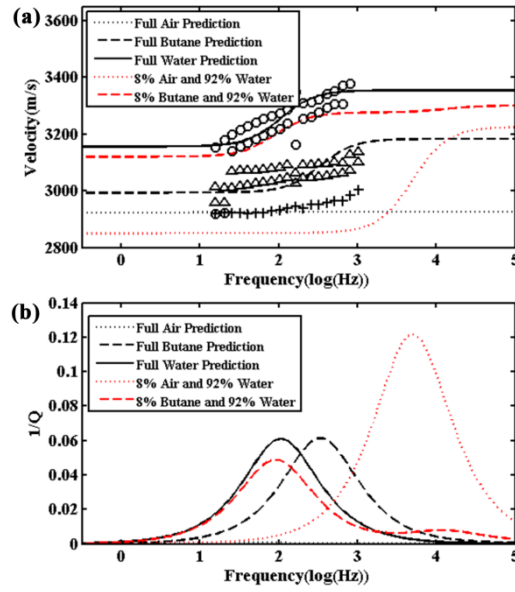 (a)
3600
3400
3200
3000
2800
Velocity(m/s)
Full Air Prediction
Full Butane Prediction
Full Water Prediction
8% Air and 92% Water
8% Butane and 92% Water
0 1 2 3 4 5
Frequency(log(Hz))
(b)
0.14
0.12
0.1
0.08
0.06
0.04
0.02
0
1/Q
Full Air Prediction
Full Butane Prediction
Full Water Prediction
8% Air and 92% Water
8% Butane and 92% Water
0 1 2 3 4 5
Frequency(log(Hz))